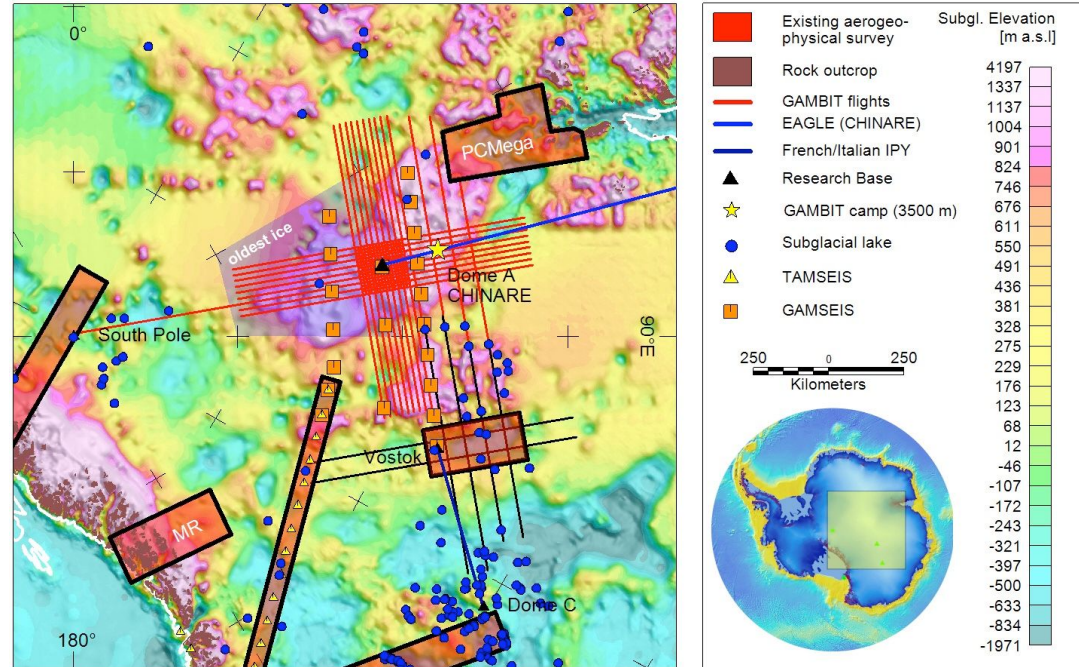 0°
PCMega
oldest ice
Dome A
CHINARE
South Pole
90°E
Vostok
MR
Dome C
180°
Existing aerogeo-
physical survey
Rock outcrop
GAMBIT flights
EAGLE (CHINARE)
French/Italian IPY
Research Base
GAMBIT camp (3500 m)
Subglacial lake
TAMSEIS
GAMSEIS
250 0 250
Kilometers
Subgl. Elevation
[m a.s.l]
4197
1337
1137
1004
901
824
746
676
611
550
491
436
381
328
275
229
176
123
68
12
-46
-107
-172
-243
-321
-397
-500
-633
-834
-1971